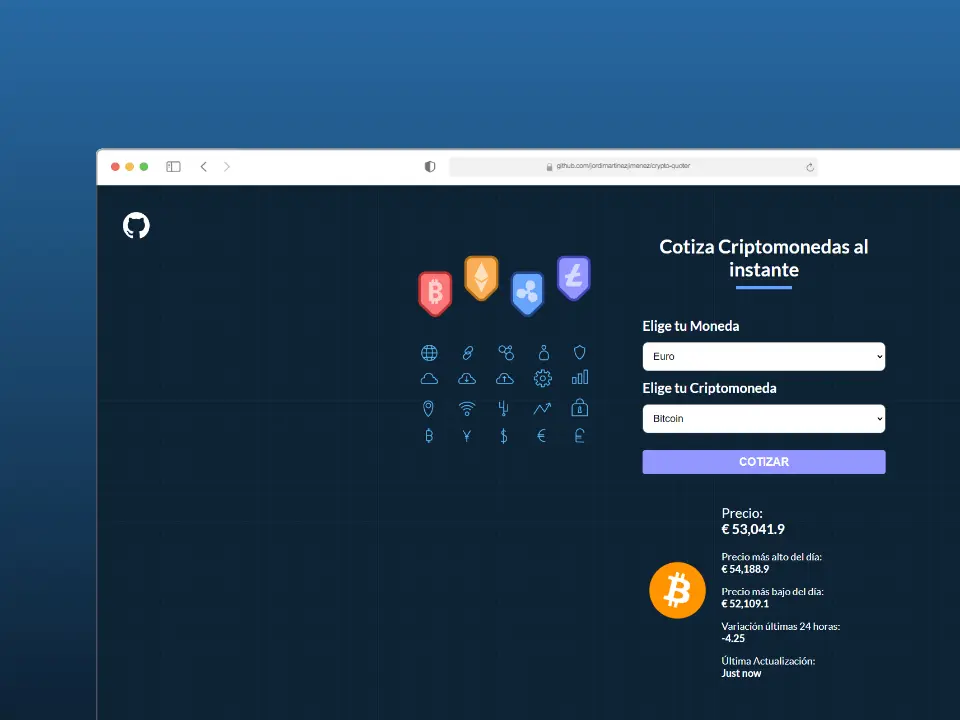 github.com/jordimartinezjimenez/crypto-quoter
Cotiza Criptomonedas al
instante
Elige tu Moneda
Euro
Elige tu Criptomoneda
Bitcoin
COTIZAR
Precio:
€ 53,041.9
Precio más alto del día:
€ 54,188.9
Precio más bajo del día:
€ 52,109.1
Variación últimas 24 horas:
-4.25
Última Actualización:
Just now